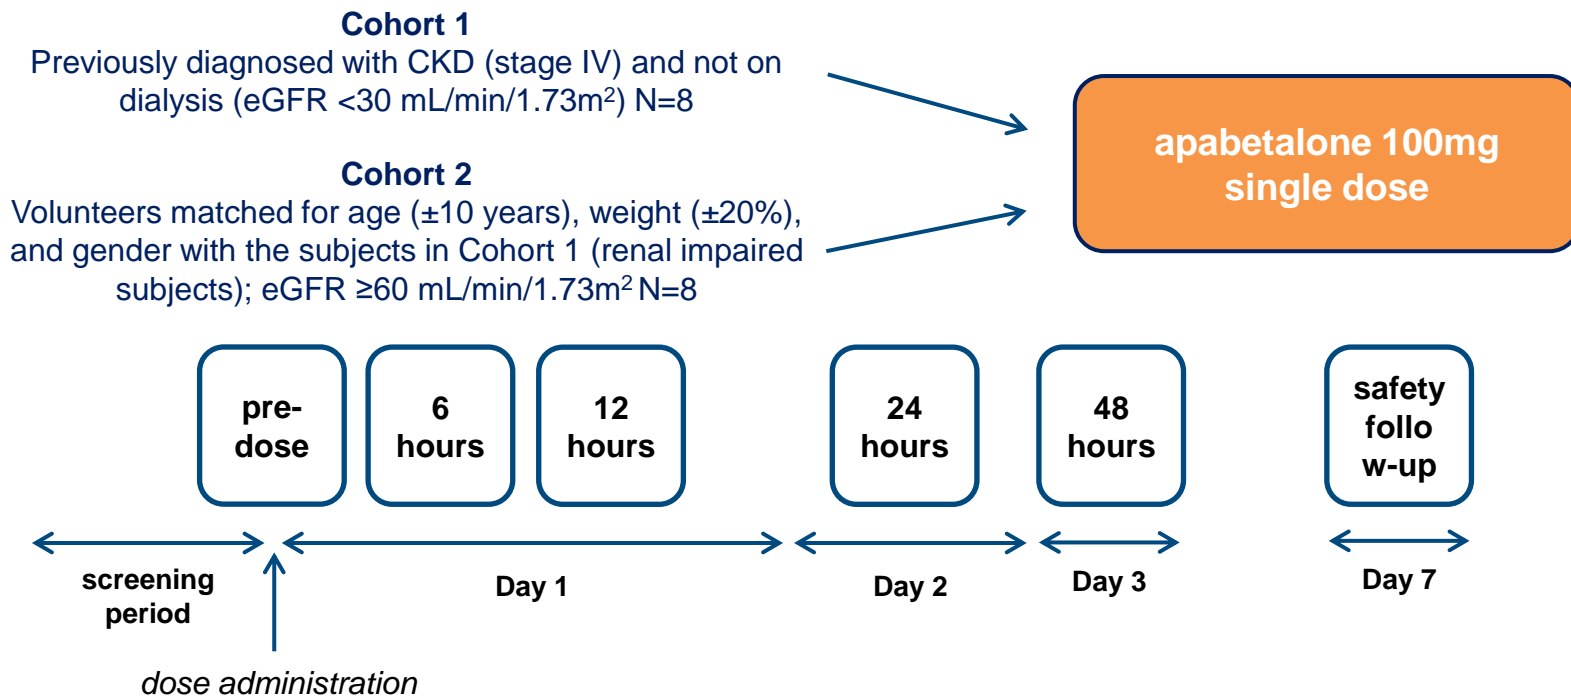 Cohort 1
Previously diagnosed with CKD (stage IV) and not on
dialysis (eGFR <30 mL/min/1.73m²) N=8
Cohort 2
Volunteers matched for age (±10 years), weight (±20%),
and gender with the subjects in Cohort 1 (renal impaired
subjects); eGFR ≥60 mL/min/1.73m² N=8
apabetalone 100mg
single dose
pre-
dose
6
hours
12
hours
24
hours
48
hours
safety
follo
w-up
screening
period
Day 1
Day 2
Day 3
Day 7
dose administration